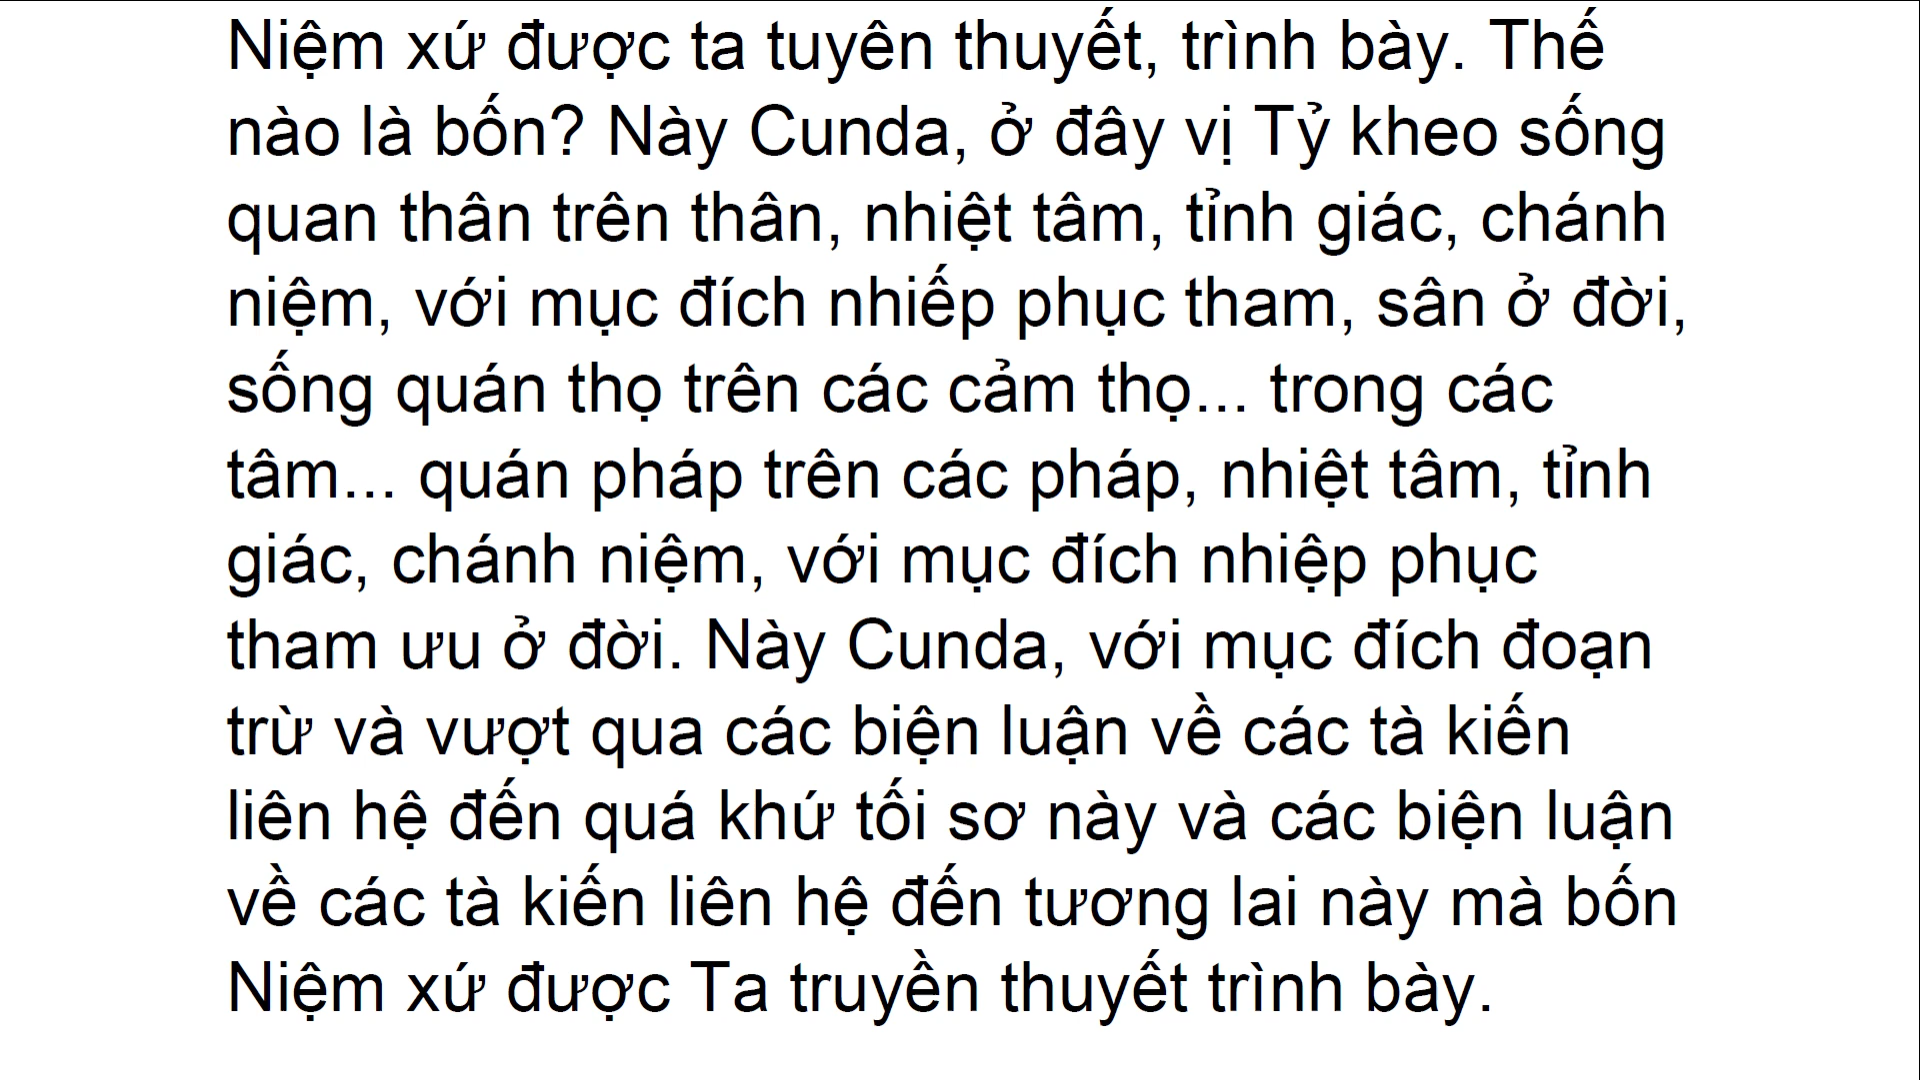 Niệm xứ được ta tuyên thuyết, trình bày. Thế
nào là bốn? Này Cunda, ở đây vị Tỷ kheo sống
quan thân trên thân, nhiệt tâm, tỉnh giác, chánh
niệm, với mục đích nhiếp phục tham, sân ở đời,
sống quán thọ trên các cảm thọ... trong các
tâm... quán pháp trên các pháp, nhiệt tâm, tỉnh
giác, chánh niệm, với mục đích nhiệp phục
tham ưu ở đời. Này Cunda, với mục đích đoạn
trừ và vượt qua các biện luận về các tà kiến
liên hệ đến quá khứ tối sơ này và các biện luận
về các tà kiến liên hệ đến tương lai này mà bốn
Niệm xứ được Ta truyền thuyết trình bày.